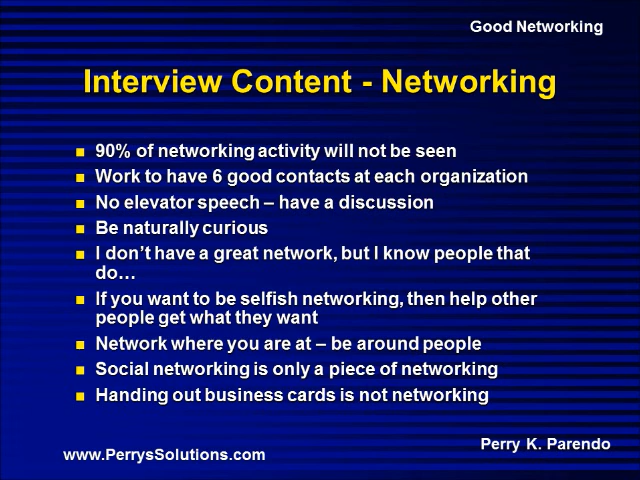 Good Networking
Interview Content - Networking
90% of networking activity will not be seen
Work to have 6 good contacts at each organization
No elevator speech – have a discussion
Be naturally curious
I don’t have a great network, but I know people that
do…
If you want to be selfish networking, then help other
people get what they want
Network where you are at – be around people
Social networking is only a piece of networking
Handing out business cards is not networking
Perry K. Parendo
www.PerrysSolutions.com